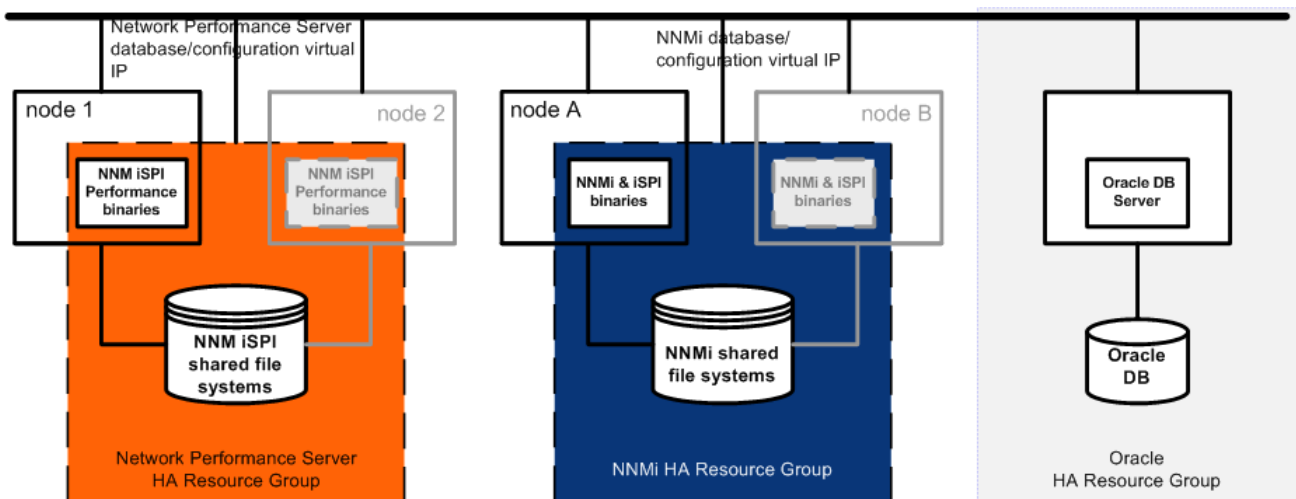 Network Performance Server
database/configuration virtual
IP
NNMi database/
configuration virtual IP
node 1
node 2
node A
node B
NNM iSPI
Performance
binaries
NNM iSPI
Performance
binaries
NNMi & iSPI
binaries
NNMi & iSPI
binaries
Oracle DB
Server
NNM iSPI
shared file
systems
NNMi shared
file systems
Oracle
DB
Network Performance Server
HA Resource Group
NNMi HA Resource Group
Oracle
HA Resource Group